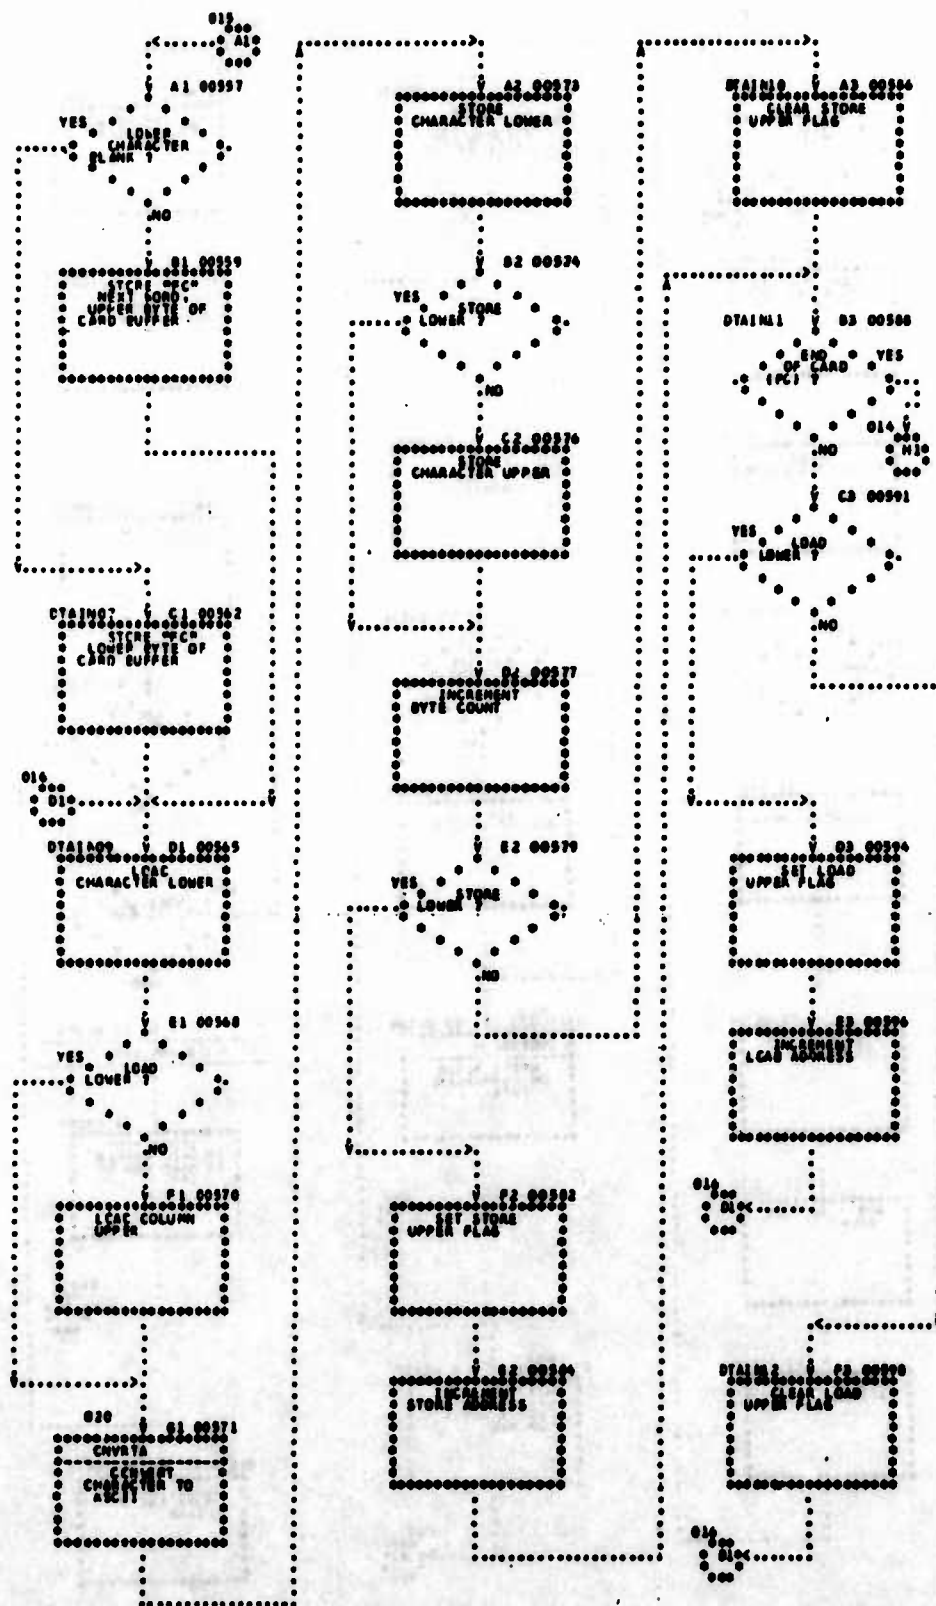 015
A1
A1 00557
YES
LOWER
CHARACTER
BLANK ?
NO
B1 00559
STORE "FC"
NEXT WORD,
UPPER BYTE OF
CARD BUFFER
DTAIN07 C1 00562
STORE "FC"
LOWER BYTE OF
CARD BUFFER
016
D1
DTAIN09 D1 00565
LOAD
CHARACTER LOWER
E1 00568
YES
LOAD
LOWER ?
NO
F1 00570
LOAD COLUMN
UPPER
020
G1 00571
CNVRTA
CONVERT
CHARACTER TO
ASCII
A2 00573
STORE
CHARACTER LOWER
B2 00574
YES
STORE
LOWER ?
NO
C2 00576
STORE
CHARACTER UPPER
D2 00577
INCREMENT
BYTE COUNT
E2 00579
YES
STORE
LOWER ?
NO
F2 00582
SET STORE
UPPER FLAG
G2 00584
INCREMENT
STORE ADDRESS
DTAIN10 A3 00586
CLEAR STORE
UPPER FLAG
DTAIN11 B3 00588
END
OF CARD
(FC) ?
YES
NO
014
H1
C3 00591
YES
LOAD
LOWER ?
NO
D3 00594
SET LOAD
UPPER FLAG
E3 00596
INCREMENT
LOAD ADDRESS
016
D1
DTAIN12 F3 00598
CLEAR LOAD
UPPER FLAG
016
D1